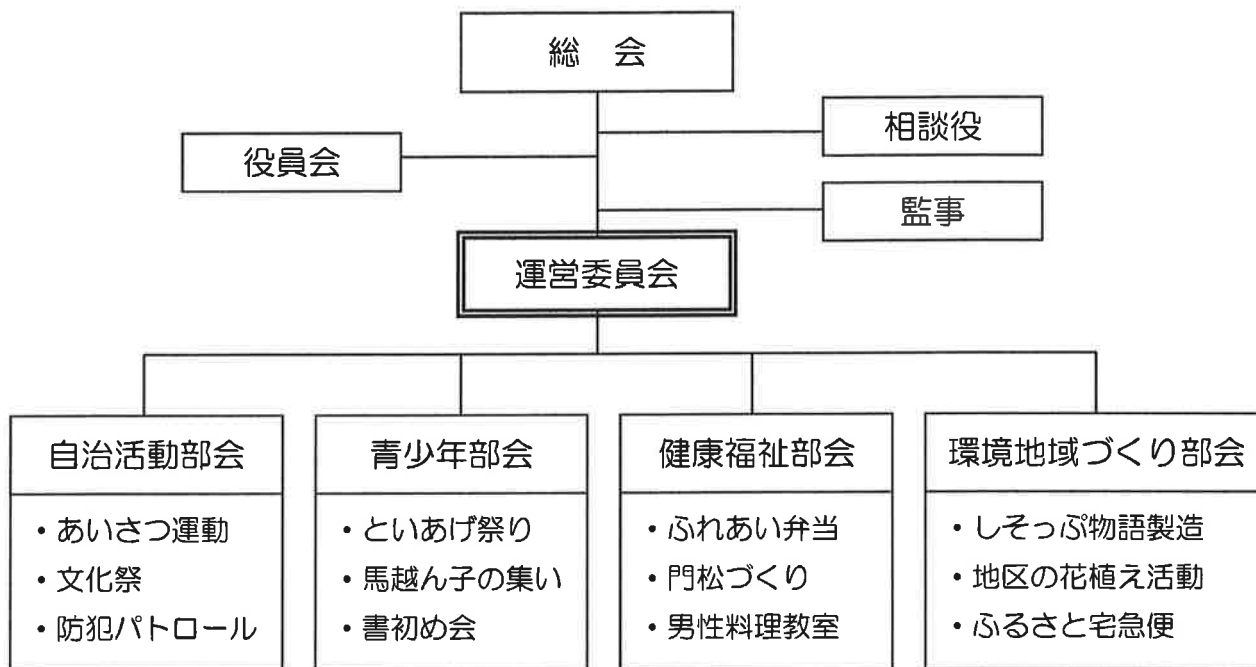 総　会
相談役
役員会
監事
運営委員会
自治活動部会
・あいさつ運動
・文化祭
・防犯パトロール
青少年部会
・といあげ祭り
・馬越ん子の集い
・書初め会
健康福祉部会
・ふれあい弁当
・門松づくり
・男性料理教室
環境地域づくり部会
・しそっぷ物語製造
・地区の花植え活動
・ふるさと宅急便